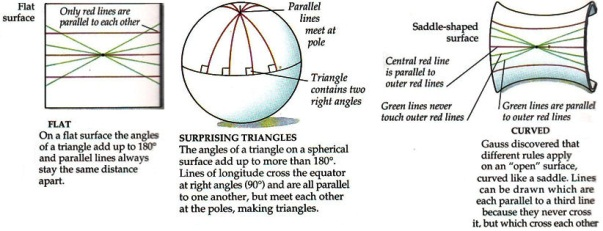 Flat
surface
Only red lines are
parallel to each other
FLAT
On a flat surface the angles
of a triangle add up to 180°
and parallel lines always
stay the same distance
apart.
Parallel
lines
meet at
pole
Triangle
contains two
right angles
SURPRISING TRIANGLES
The angles of a triangle on a spherical
surface add up to more than 180°.
Lines of longitude cross the equator
at right angles (90°) and are all parallel
to one another, but meet each other
at the poles, making triangles.
Saddle-shaped
surface
Central red line
is parallel to
outer red lines
Green lines never
touch outer red lines
Green lines are parallel
to outer red lines
CURVED
Gauss discovered that
different rules apply
on an "open" surface,
curved like a saddle. Lines
can be drawn which are
each parallel to a third line
because they never cross
it, but which cross each other